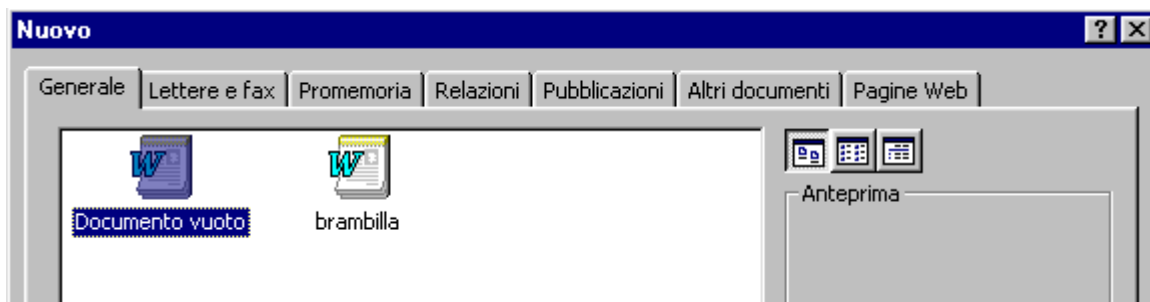 Nuovo
Generale Lettere e fax Promemoria Relazioni Pubblicazioni Altri documenti Pagine Web
Anteprima
Documento vuoto brambilla